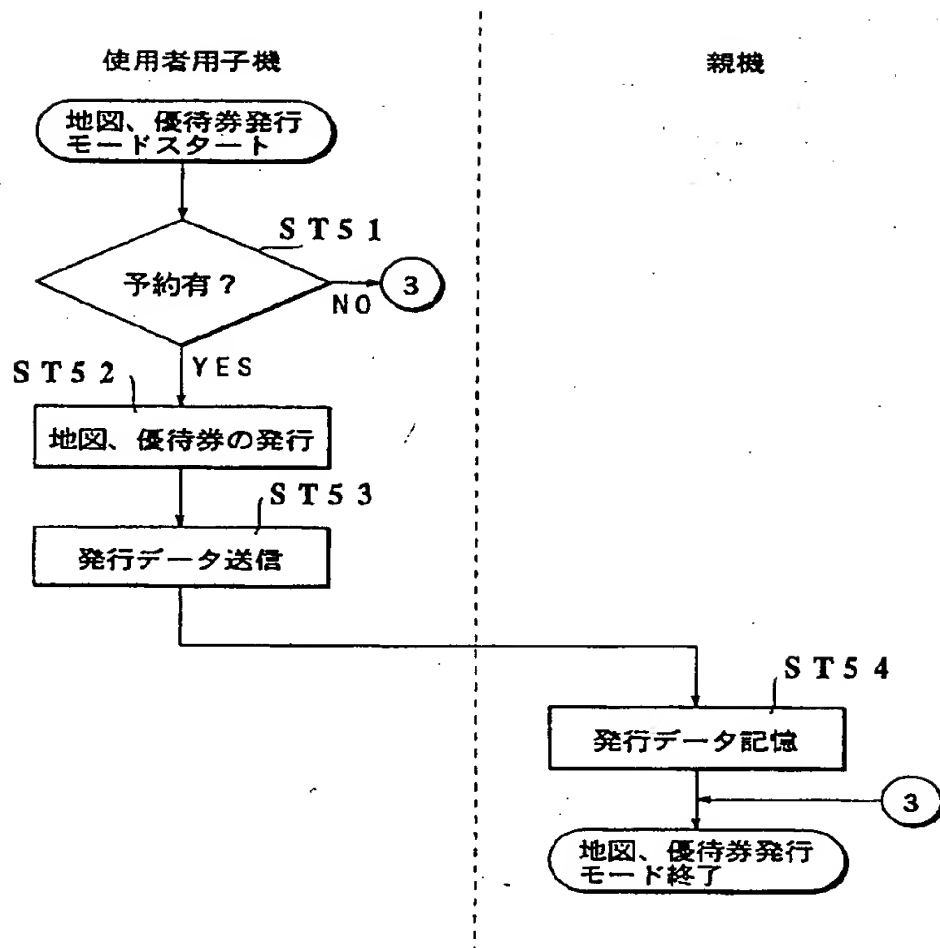 使用者用子機
親機
地図、優待券発行
モードスタート
ST51
予約有?
NO
3
YES
ST52
地図、優待券の発行
ST53
発行データ送信
ST54
発行データ記憶
3
地図、優待券発行
モード終了